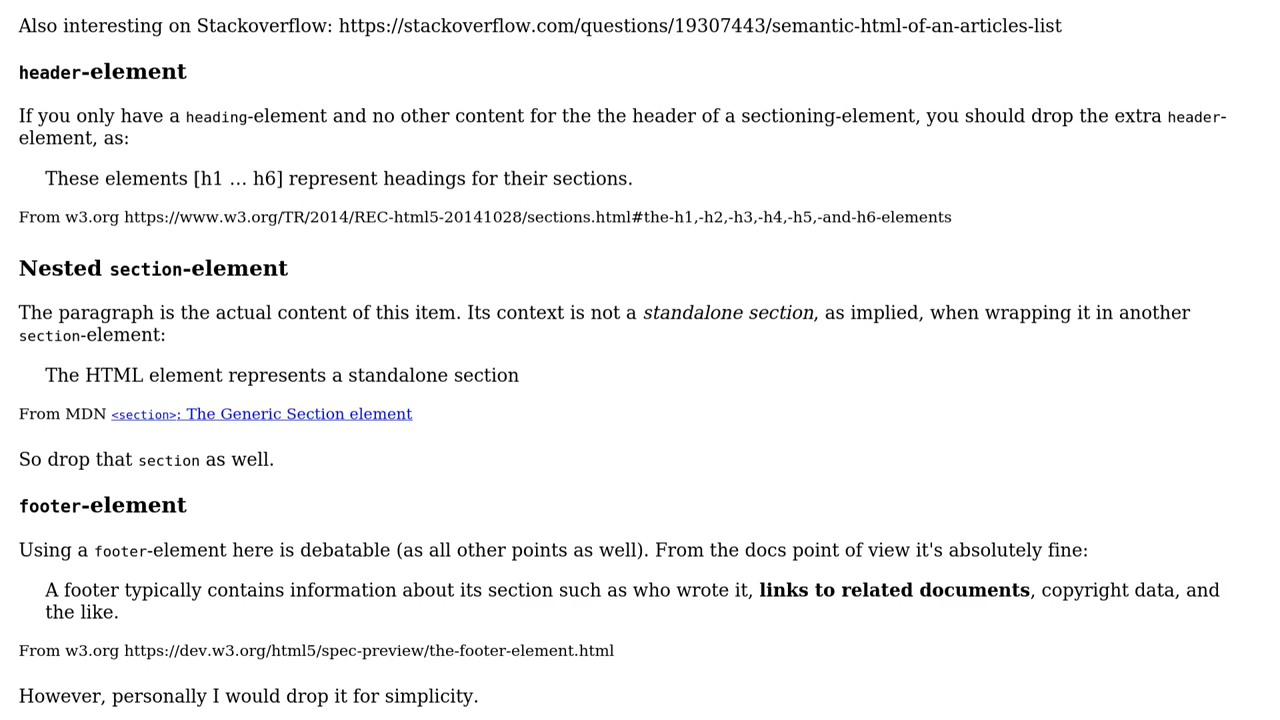 Also interesting on Stackoverflow: https://stackoverflow.com/questions/19307443/semantic-html-of-an-articles-list
header-element
If you only have a heading-element and no other content for the the header of a sectioning-element, you should drop the extra header-
element, as:
These elements [h1 … h6] represent headings for their sections.
From w3.org https://www.w3.org/TR/2014/REC-html5-20141028/sections.html#the-h1,-h2,-h3,-h4,-h5,-and-h6-elements
Nested section-element
The paragraph is the actual content of this item. Its context is not a standalone section, as implied, when wrapping it in another
section-element:
The HTML element represents a standalone section
From MDN <section>: The Generic Section element
So drop that section as well.
footer-element
Using a footer-element here is debatable (as all other points as well). From the docs point of view it's absolutely fine:
A footer typically contains information about its section such as who wrote it, links to related documents, copyright data, and
the like.
From w3.org https://dev.w3.org/html5/spec-preview/the-footer-element.html
However, personally I would drop it for simplicity.